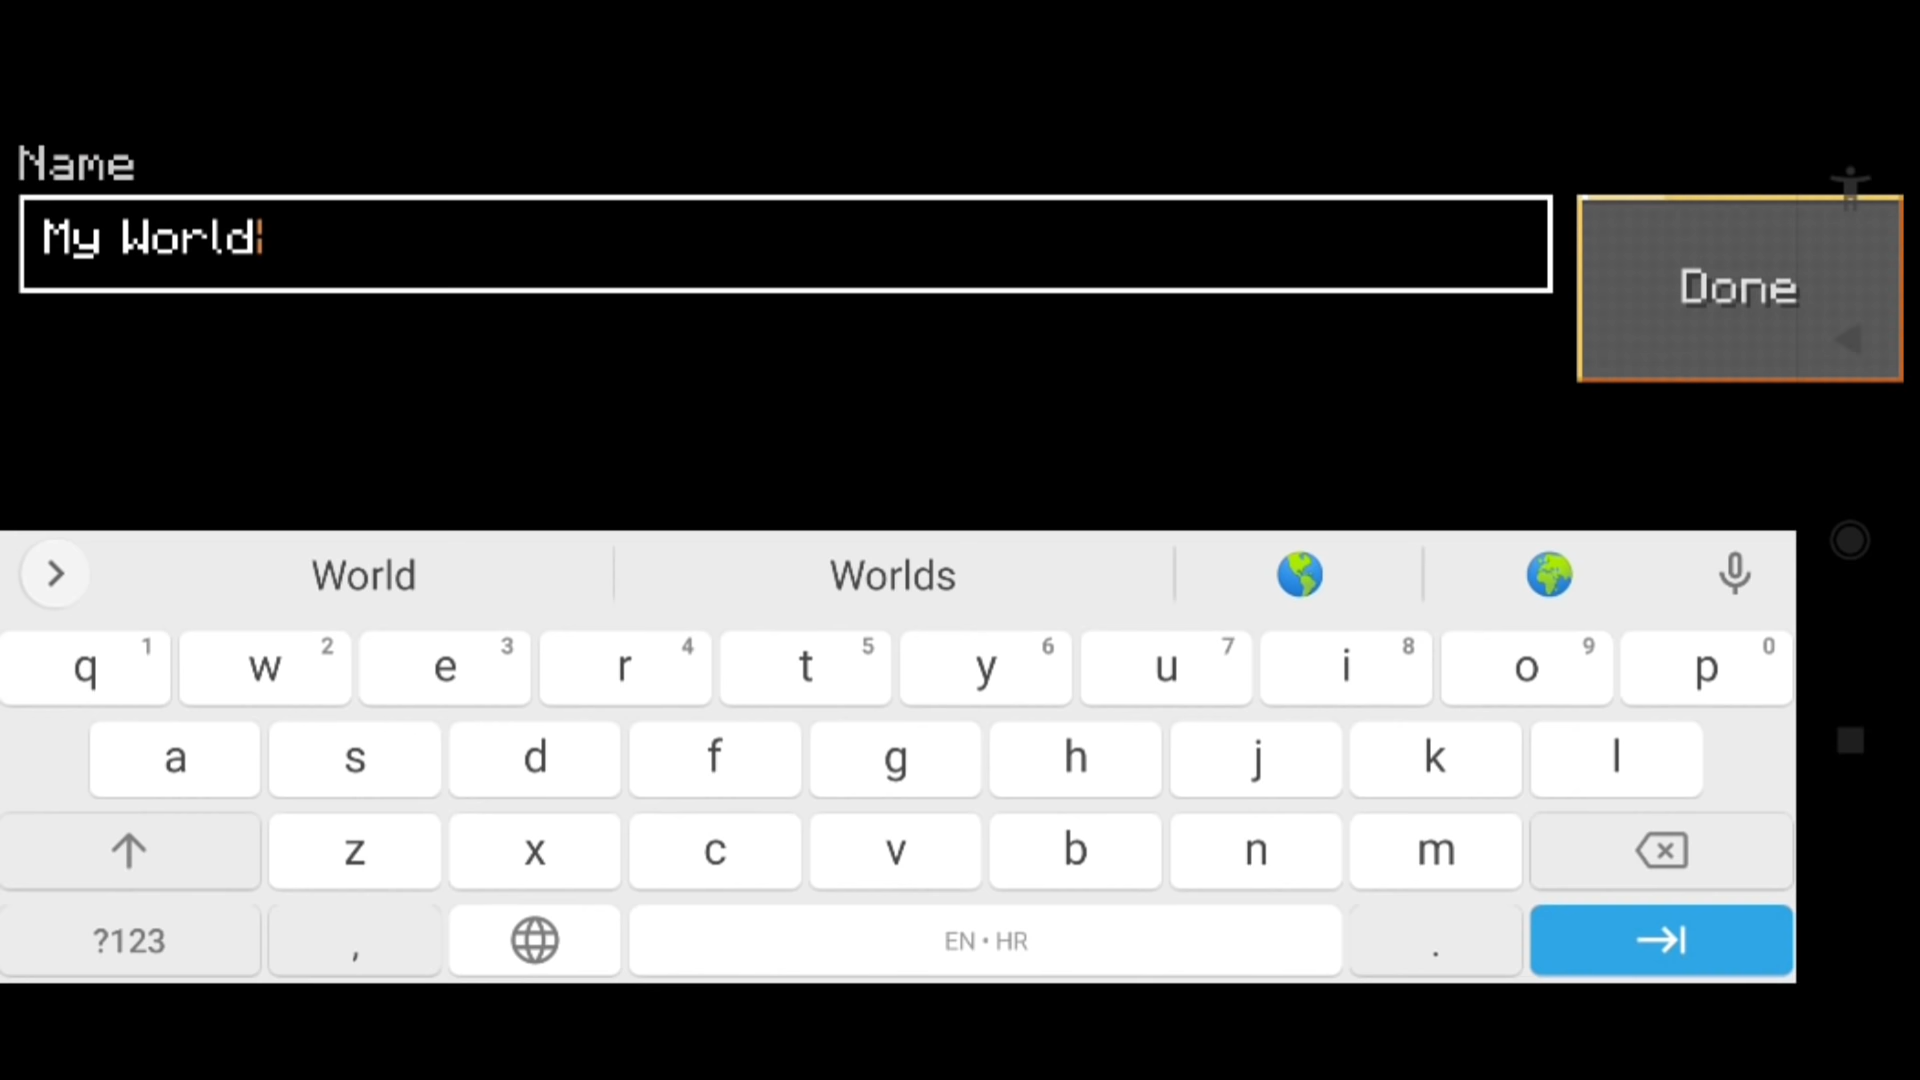 Name
My World
Done
World Worlds
q 1 w 2 e 3 r 4 t 5 y 6 u 7 i 8 o 9 p 0
a s d f g h j k l
z x c v b n m
?123 , EN • HR .